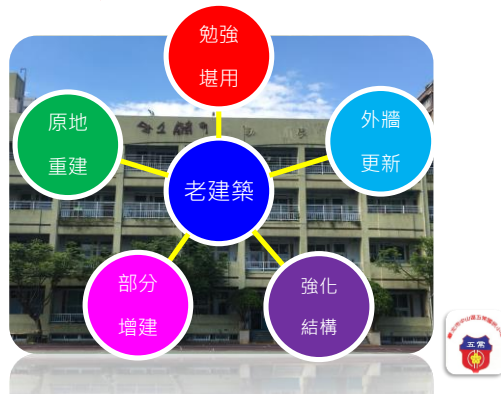 勉強
堪用
原地
重建
外牆
更新
老建築
部分
增建
強化
結構
五常